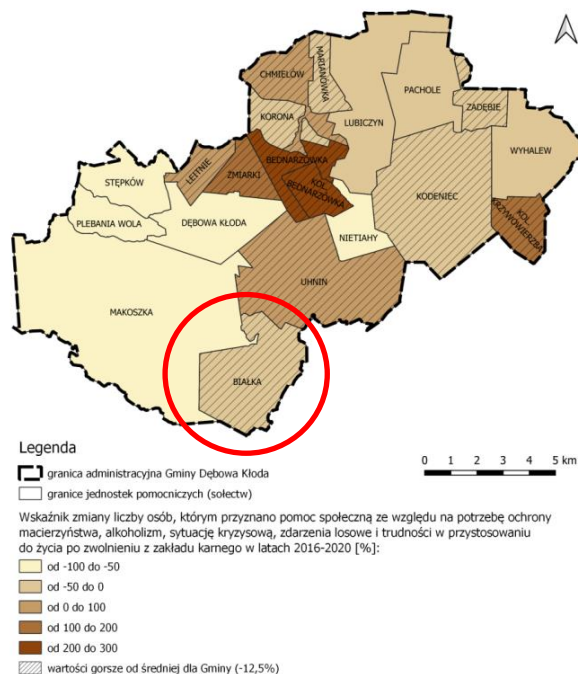 MARIANÓWKA
CHMIELÓW
PACHOLE
KORONA
LUBICZYN
ZADĘBIE
WYHALEW
LEITNIE
BEDNARZÓWKA
STĘPKÓW
ŻMIARKI
KOL.
BEDNARZÓWKA
KODENIEC
KOL.
KRZYWOWIERZBA
PLEBANIA WOLA
DĘBOWA KŁODA
NIETIAHY
UHNIN
MAKOSZKA
BIAŁKA
Legenda
granica administracyjna Gminy Dębowa Kłoda
0 1 2 3 4 5 km
granice jednostek pomocniczych (sołectw)
Wskaźnik zmiany liczby osób, którym przyznano pomoc społeczną ze względu na potrzebę ochrony
macierzyństwa, alkoholizm, sytuację kryzysową, zdarzenia losowe i trudności w przystosowaniu
do życia po zwolnieniu z zakładu karnego w latach 2016-2020 [%]:
od -100 do -50
od -50 do 0
od 0 do 100
od 100 do 200
od 200 do 300
wartości gorsze od średniej dla Gminy (-12,5%)